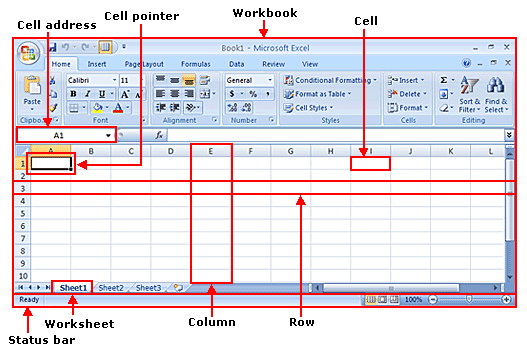 Workbook
Cell pointer
Cell
Cell address
Book1 - Microsoft Excel
Home Insert Page Layout Formulas Data Review View
Calibri 11 General Conditional Formatting Insert Σ
Paste B I U A A $ % , Format as Table Delete Sort & Filter Find & Select
Cell Styles Format
Clipboard Font Alignment Number Styles Cells Editing
A1 fx
A B C D E F G H I J K L
1
2
3
4
5
6
7
8
9
10
Sheet1 Sheet2 Sheet3
Ready 100%
Worksheet Column Row
Status bar